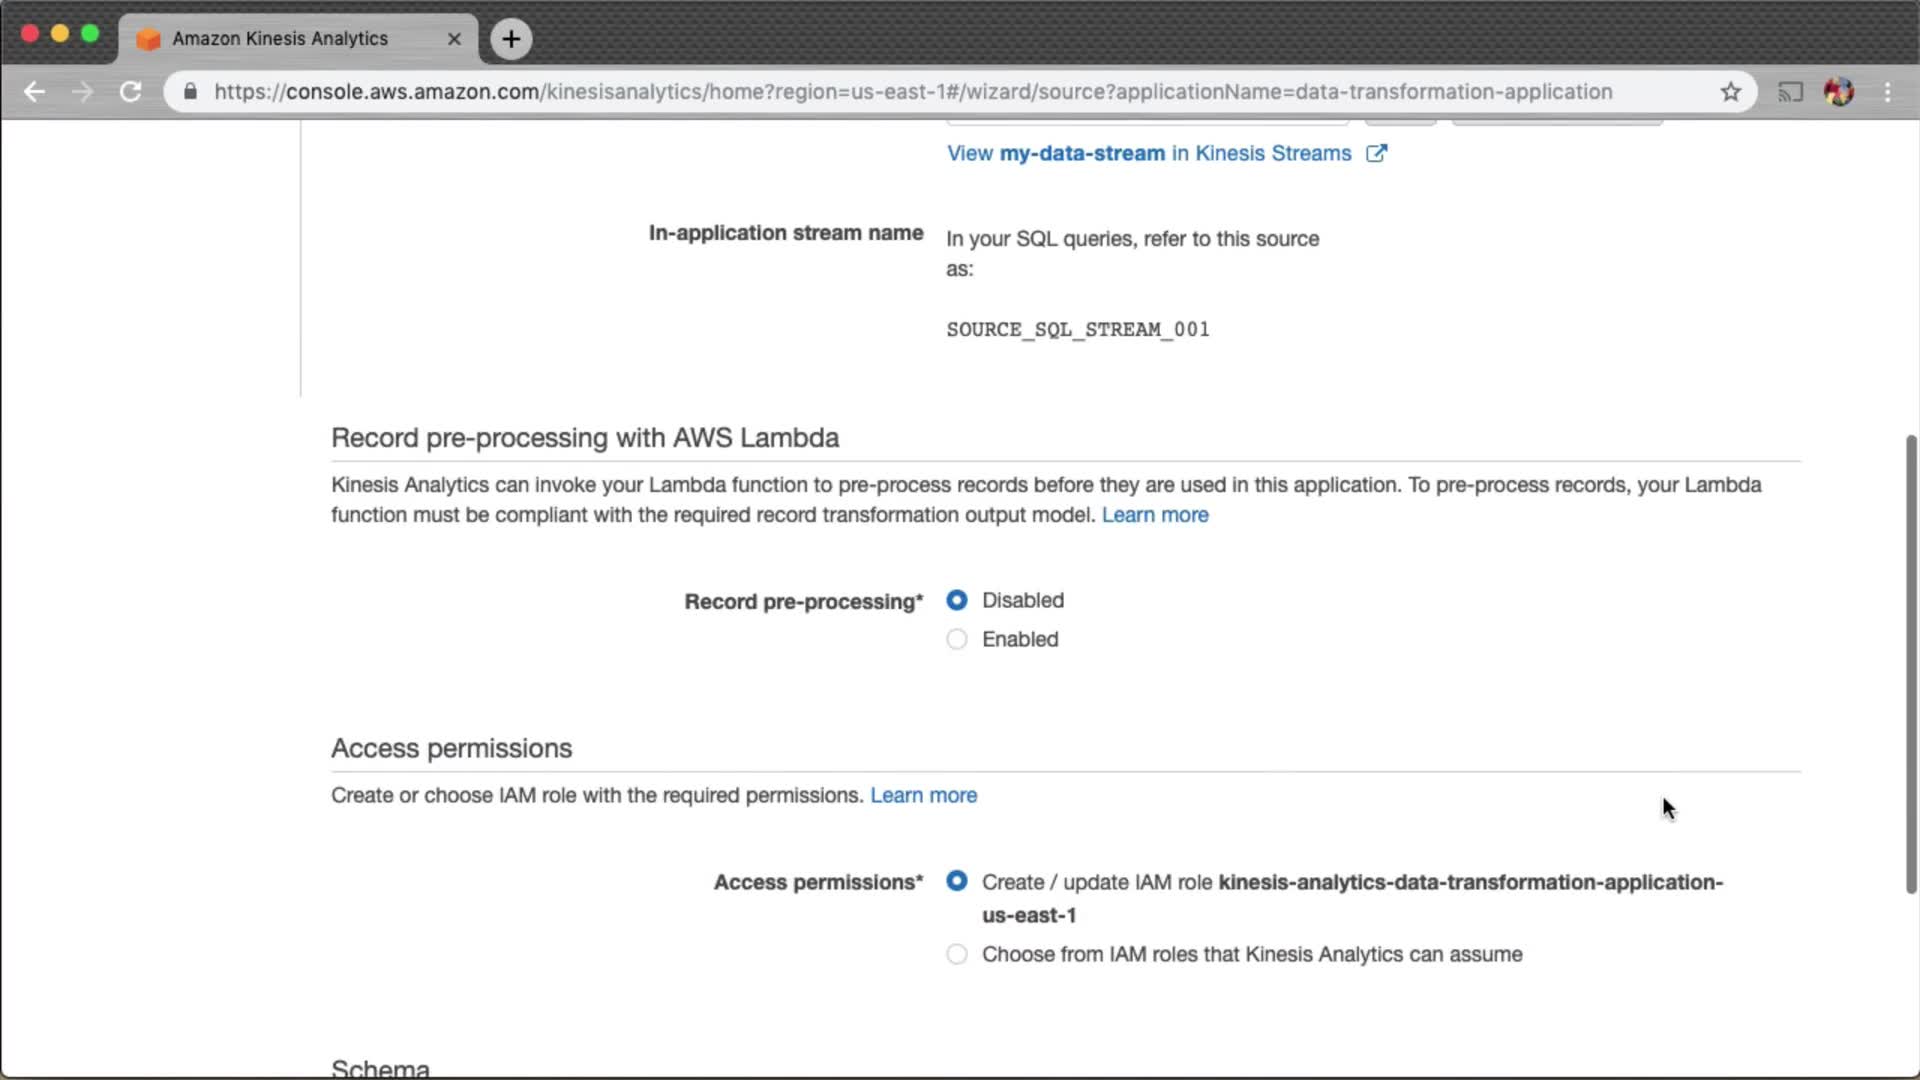 Amazon Kinesis Analytics
https://console.aws.amazon.com/kinesisanalytics/home?region=us-east-1#/wizard/source?applicationName=data-transformation-application
View my-data-stream in Kinesis Streams
In-application stream name
In your SQL queries, refer to this source
as:
SOURCE_SQL_STREAM_001
Record pre-processing with AWS Lambda
Kinesis Analytics can invoke your Lambda function to pre-process records before they are used in this application. To pre-process records, your Lambda
function must be compliant with the required record transformation output model. Learn more
Record pre-processing*
Disabled
Enabled
Access permissions
Create or choose IAM role with the required permissions. Learn more
Access permissions*
Create / update IAM role kinesis-analytics-data-transformation-application-
us-east-1
Choose from IAM roles that Kinesis Analytics can assume
Schema